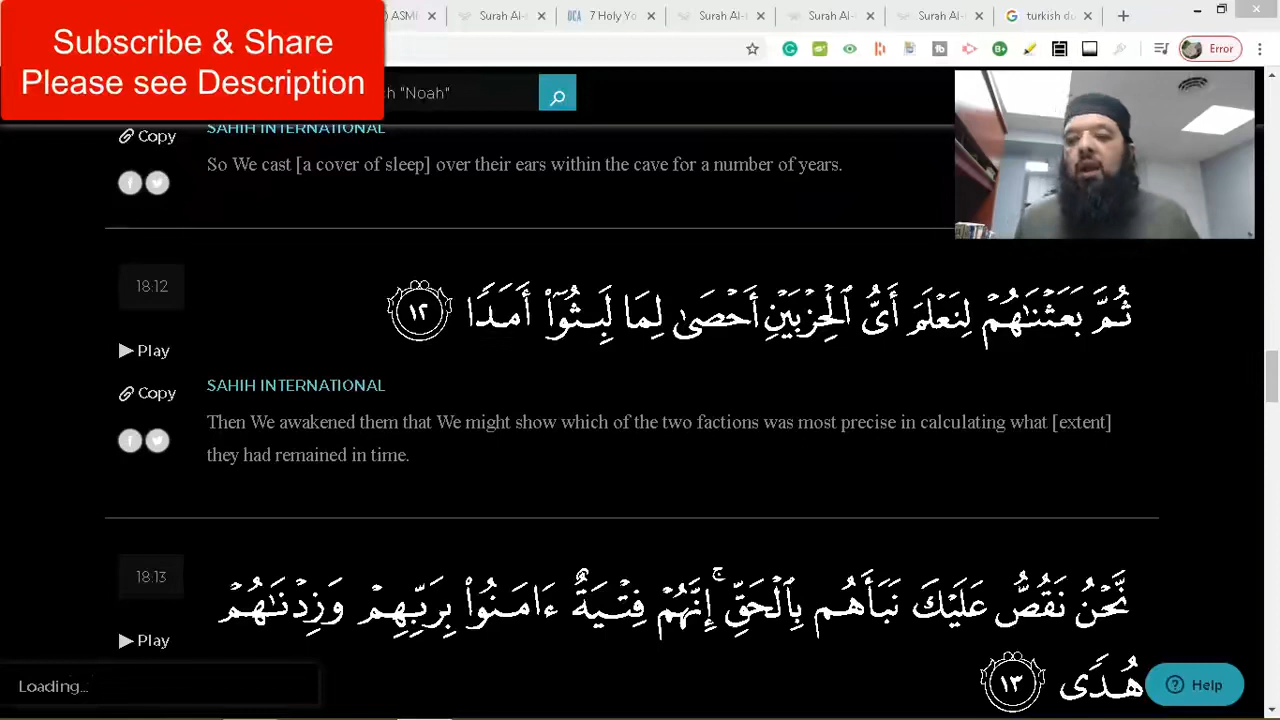 Subscribe & Share
Please see Description
ASMI
Surah Al-
7 Holy Yo
Surah Al-
Surah Al-
Surah Al-
turkish du
Error
h "Noah"
Copy
SAHIH INTERNATIONAL
So We cast [a cover of sleep] over their ears within the cave for a number of years.
18:12
ثُمَّ بَعَثْنَـٰهُمْ لِنَعْلَمَ أَىُّ ٱلْحِزْبَيْنِ أَحْصَىٰ لِمَا لَبِثُوٓا۟ أَمَدًا ١٢
Play
Copy
SAHIH INTERNATIONAL
Then We awakened them that We might show which of the two factions was most precise in calculating what [extent]
they had remained in time.
18:13
نَّحْنُ نَقُصُّ عَلَيْكَ نَبَأَهُم بِٱلْحَقِّ ۚ إِنَّهُمْ فِتْيَةٌ ءَامَنُوا۟ بِرَبِّهِمْ وَزِدْنَـٰهُمْ
Play
هُدًى ١٣
Loading...
Help